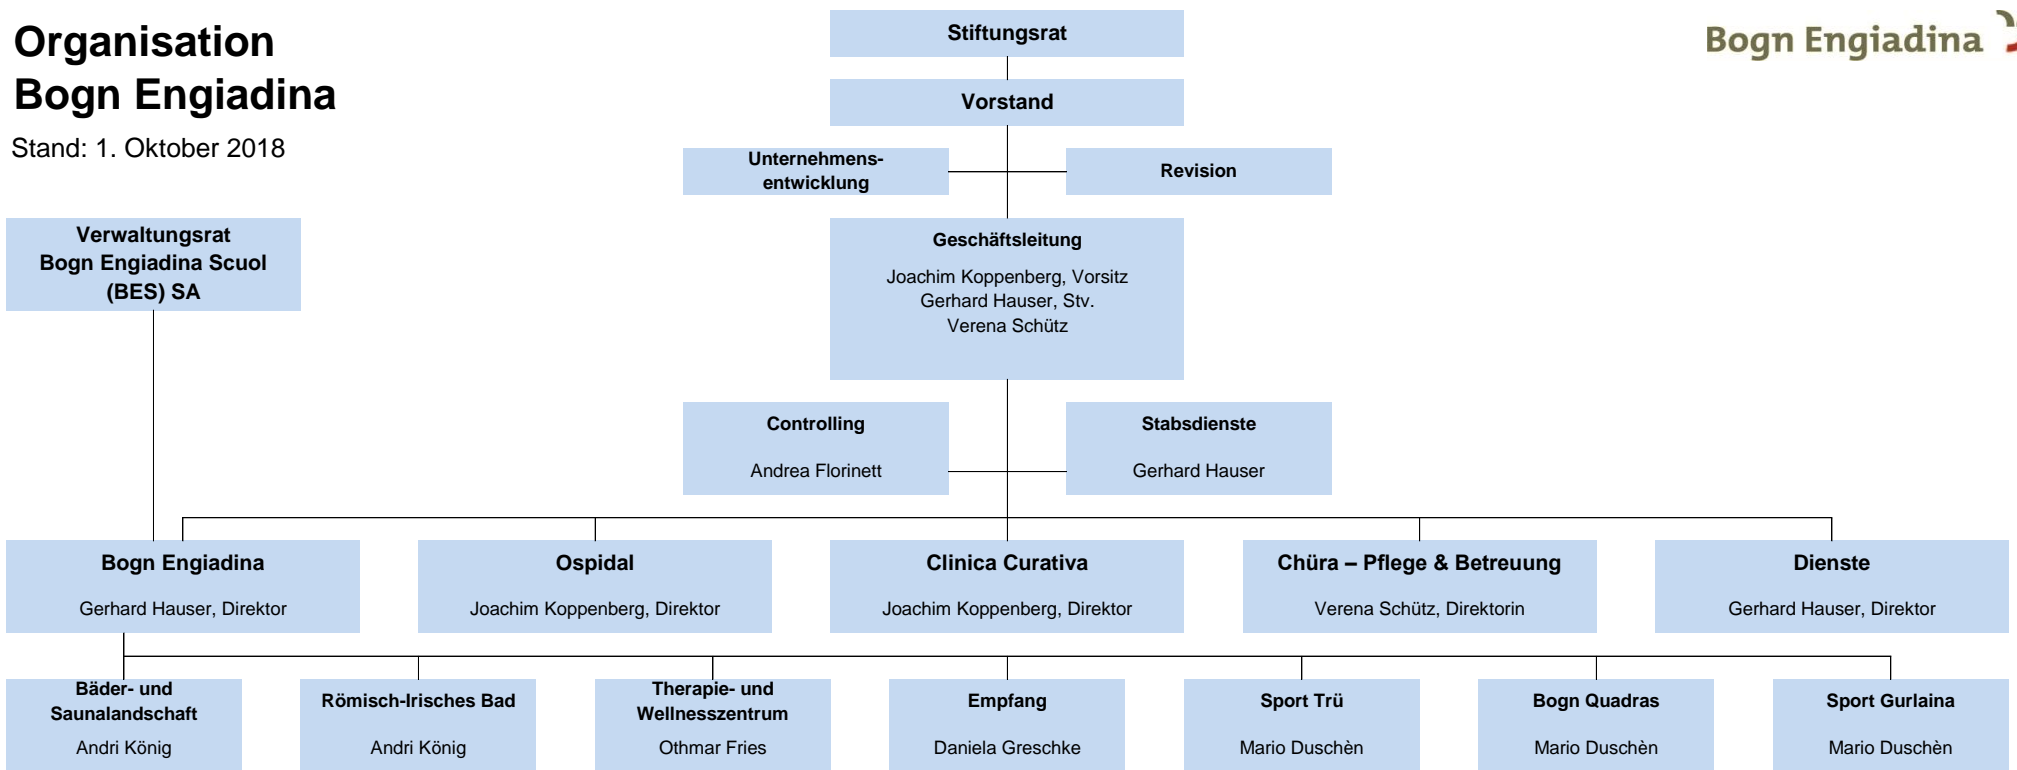 Organisation
Bogn Engiadina
Stand: 1. Oktober 2018
Bogn Engiadina
Stiftungsrat
Vorstand
Unternehmens-
entwicklung
Revision
Verwaltungsrat
Bogn Engiadina Scuol
(BES) SA
Geschäftsleitung
Joachim Koppenberg, Vorsitz
Gerhard Hauser, Stv.
Verena Schütz
Controlling
Andrea Florinett
Stabsdienste
Gerhard Hauser
Bogn Engiadina
Gerhard Hauser, Direktor
Ospidal
Joachim Koppenberg, Direktor
Clinica Curativa
Joachim Koppenberg, Direktor
Chüra – Pflege & Betreuung
Verena Schütz, Direktorin
Dienste
Gerhard Hauser, Direktor
Bäder- und
Saunalandschaft
Andri König
Römisch-Irisches Bad
Andri König
Therapie- und
Wellnesszentrum
Othmar Fries
Empfang
Daniela Greschke
Sport Trü
Mario Duschèn
Bogn Quadras
Mario Duschèn
Sport Gurlaina
Mario Duschèn